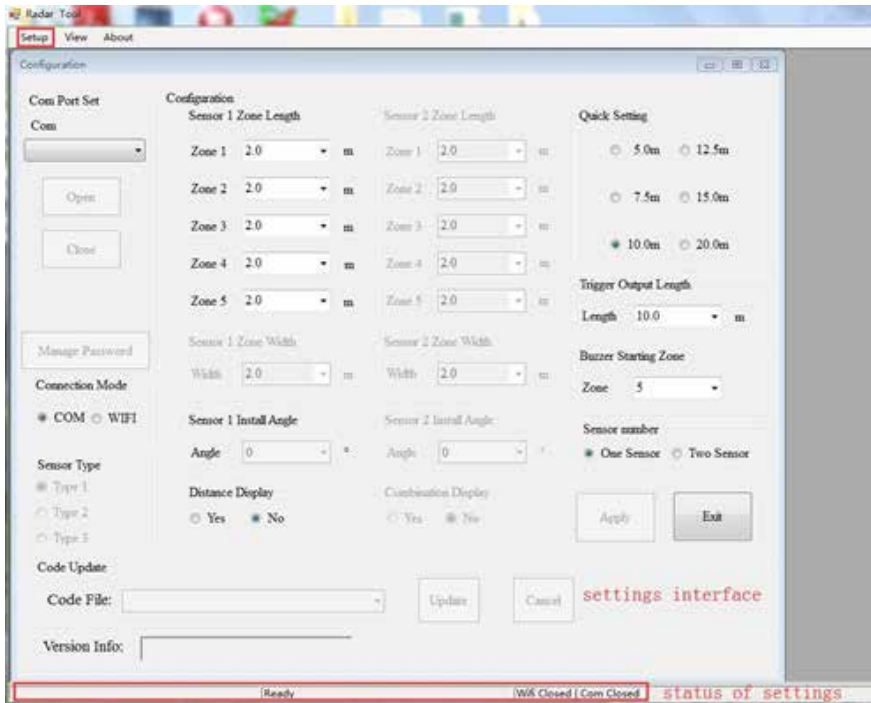 Radar Tool
Setup View About
Configuration
Com Port Set
Com
Open
Close
Manage Password
Connection Mode
COM WIFI
Sensor Type
Type 1
Type 2
Type 3
Configuration
Sensor 1 Zone Length
Zone 1 2.0 m
Zone 2 2.0 m
Zone 3 2.0 m
Zone 4 2.0 m
Zone 5 2.0 m
Sensor 1 Zone Width
Width 2.0 m
Sensor 1 Install Angle
Angle 0 °
Distance Display
Yes No
Sensor 2 Zone Length
Zone 1 2.0 m
Zone 2 2.0 m
Zone 3 2.0 m
Zone 4 2.0 m
Zone 5 2.0 m
Sensor 2 Zone Width
Width 2.0 m
Sensor 2 Install Angle
Angle 0 °
Combination Display
Yes No
Quick Setting
5.0m 12.5m
7.5m 15.0m
10.0m 20.0m
Trigger Output Length
Length 10.0 m
Buzzer Starting Zone
Zone 5
Sensor number
One Sensor Two Sensor
Apply Exit
Code Update
Code File: Update Cancel
settings interface
Version Info:
Ready Wifi Closed | Com Closed
status of settings